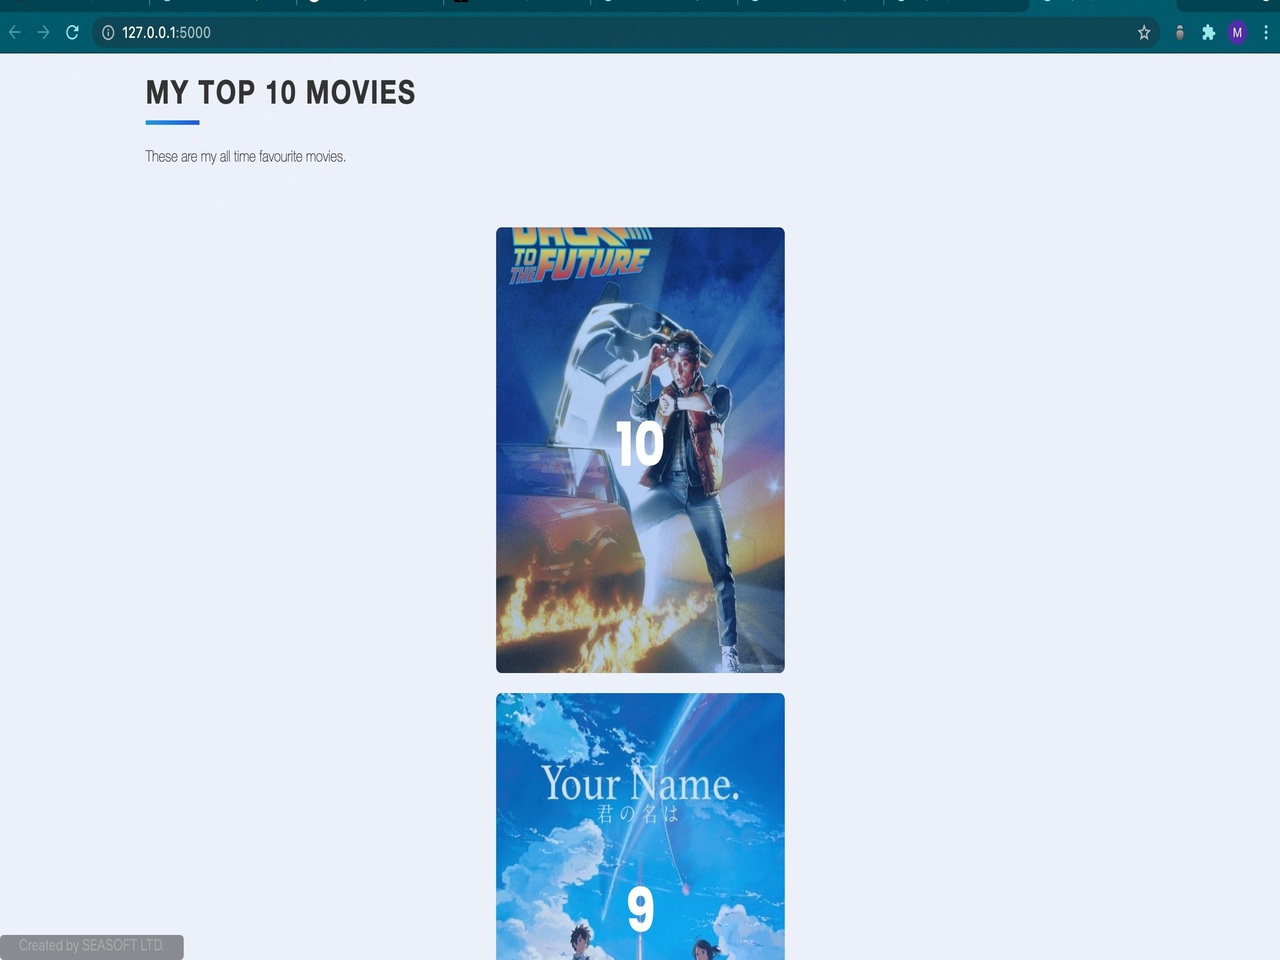 127.0.0.1:5000
M
MY TOP 10 MOVIES
These are my all time favourite movies.
BACK
TO
THE FUTURE
10
Your Name.
君の名は
9
Created by SEASOFT LTD.